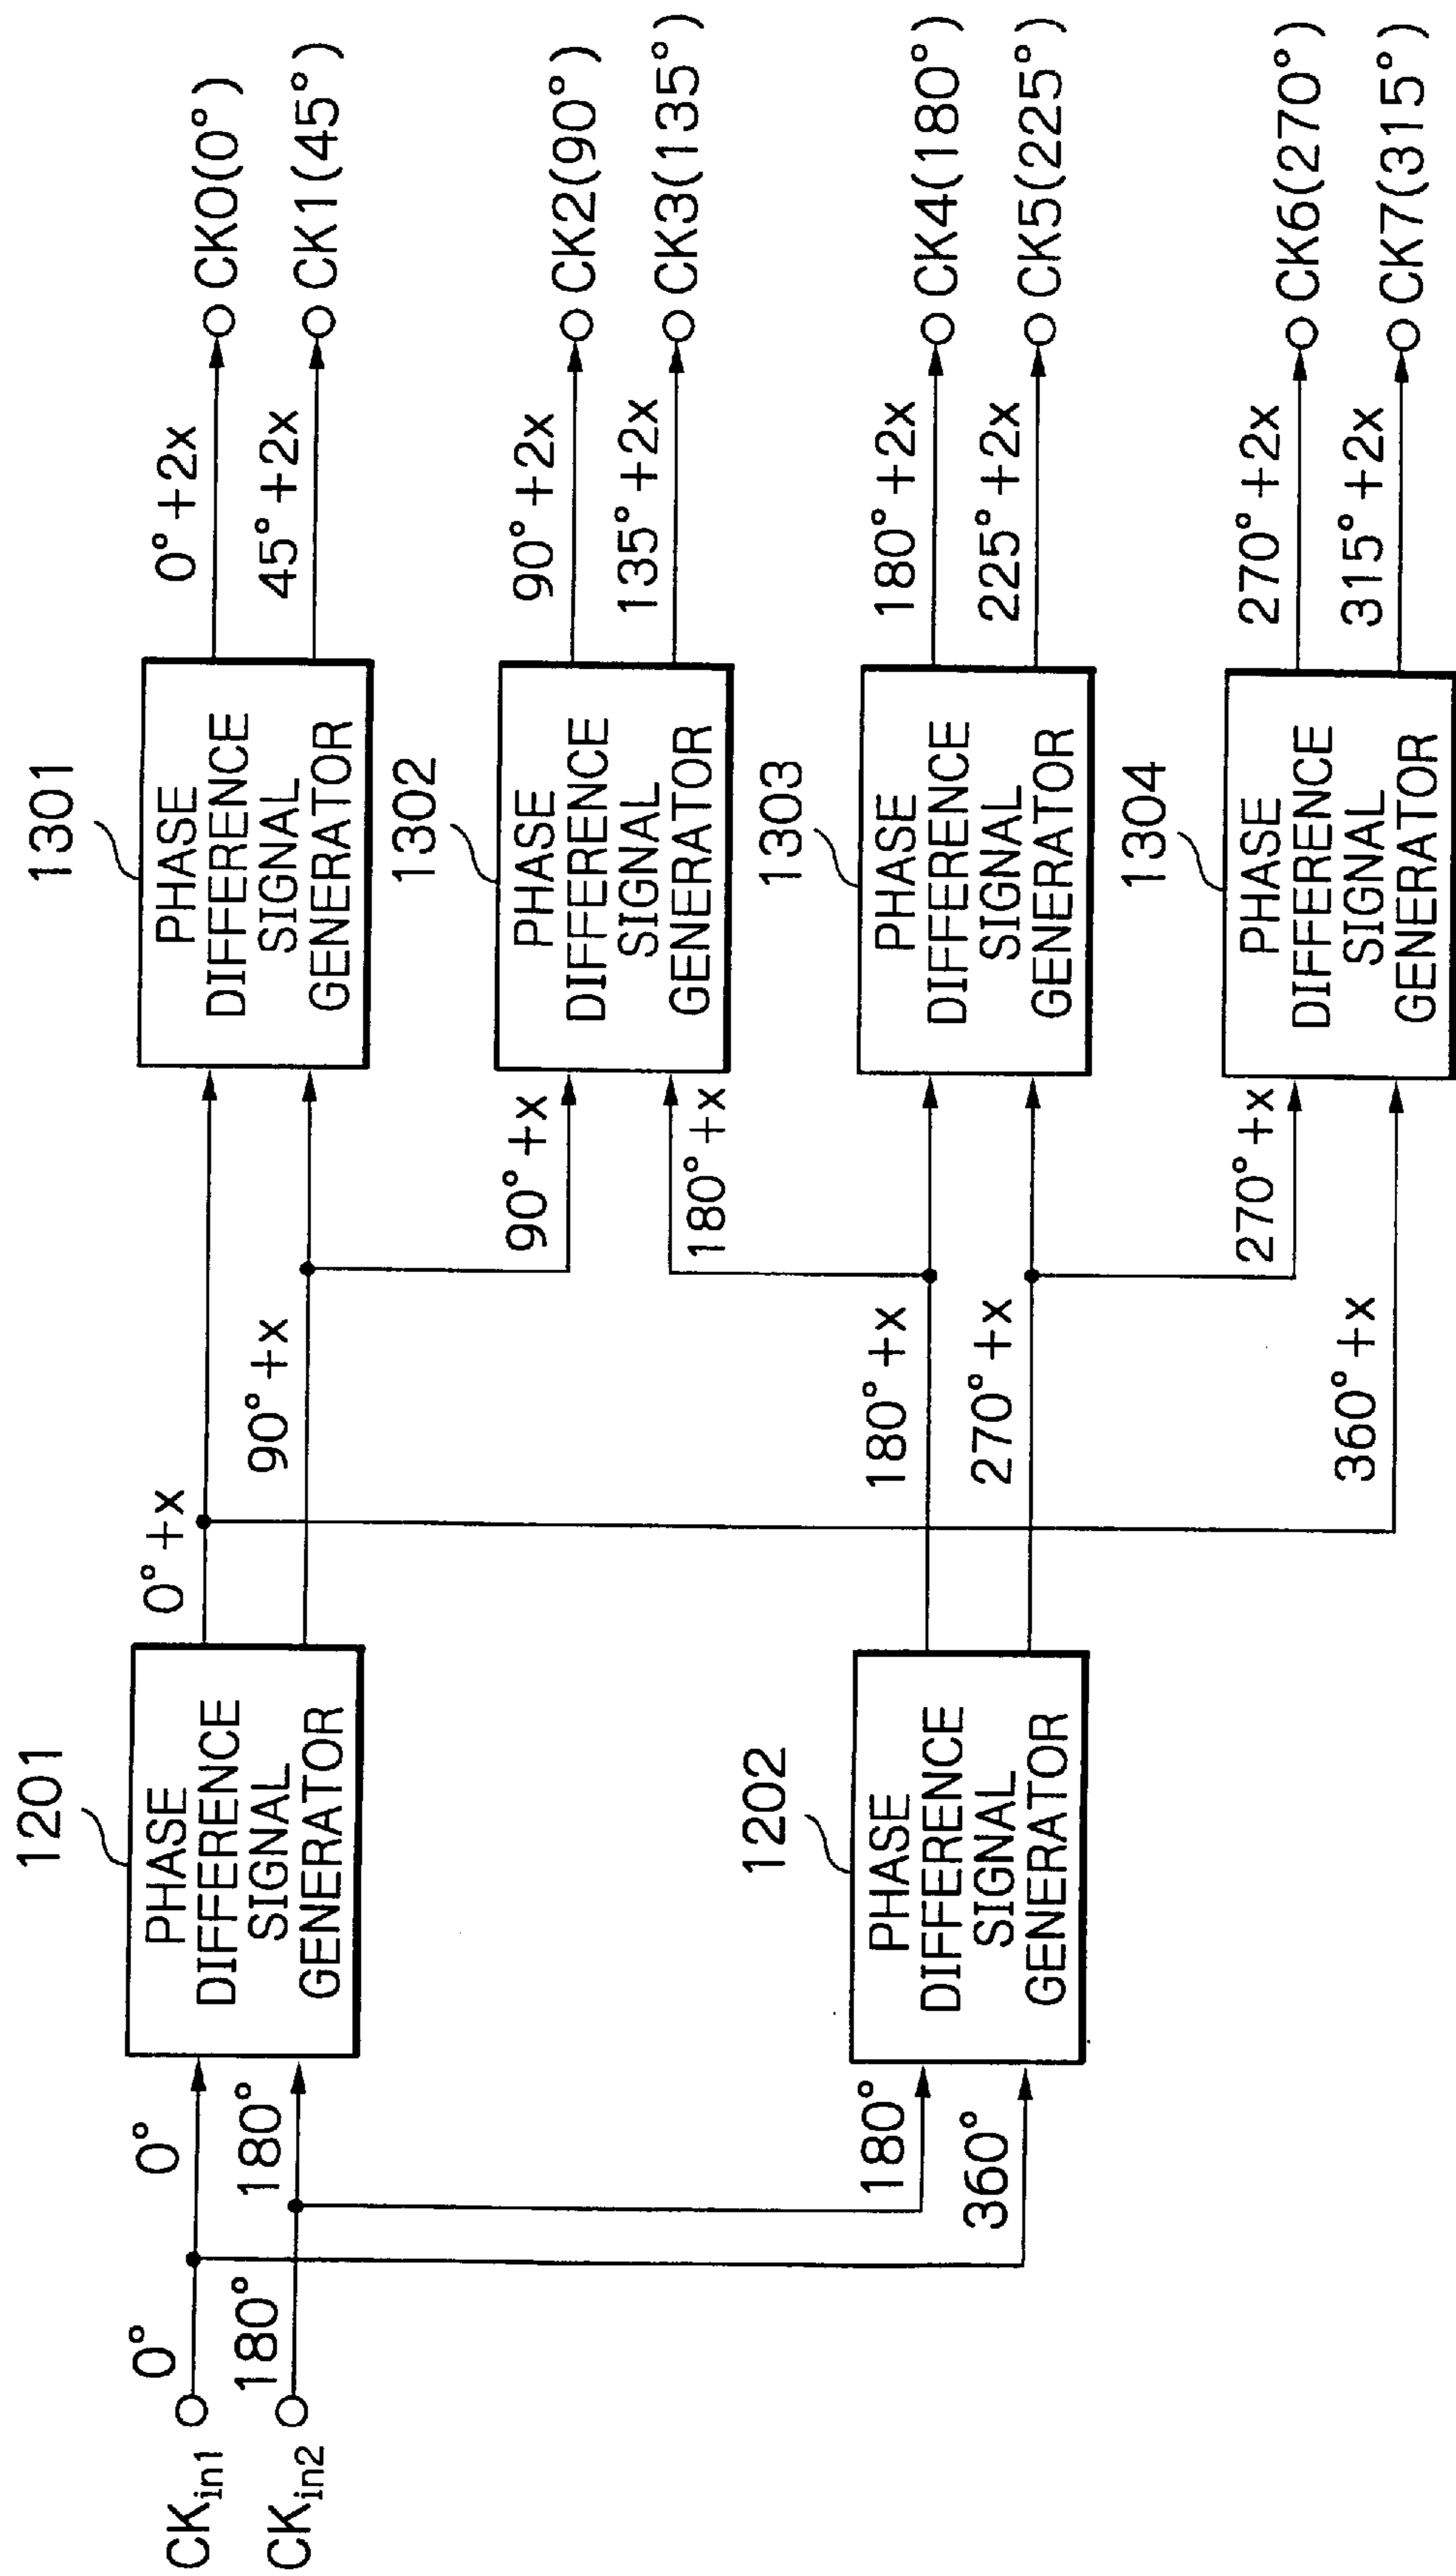 CKin1
CKin2
0°
180°
0°
180°
180°
360°
1201
PHASE
DIFFERENCE
SIGNAL
GENERATOR
1202
PHASE
DIFFERENCE
SIGNAL
GENERATOR
0°+x
90°+x
180°+x
270°+x
360°+x
90°+x
180°+x
270°+x
1301
PHASE
DIFFERENCE
SIGNAL
GENERATOR
1302
PHASE
DIFFERENCE
SIGNAL
GENERATOR
1303
PHASE
DIFFERENCE
SIGNAL
GENERATOR
1304
PHASE
DIFFERENCE
SIGNAL
GENERATOR
0°+2x
45°+2x
90°+2x
135°+2x
180°+2x
225°+2x
270°+2x
315°+2x
CK0(0°)
CK1(45°)
CK2(90°)
CK3(135°)
CK4(180°)
CK5(225°)
CK6(270°)
CK7(315°)